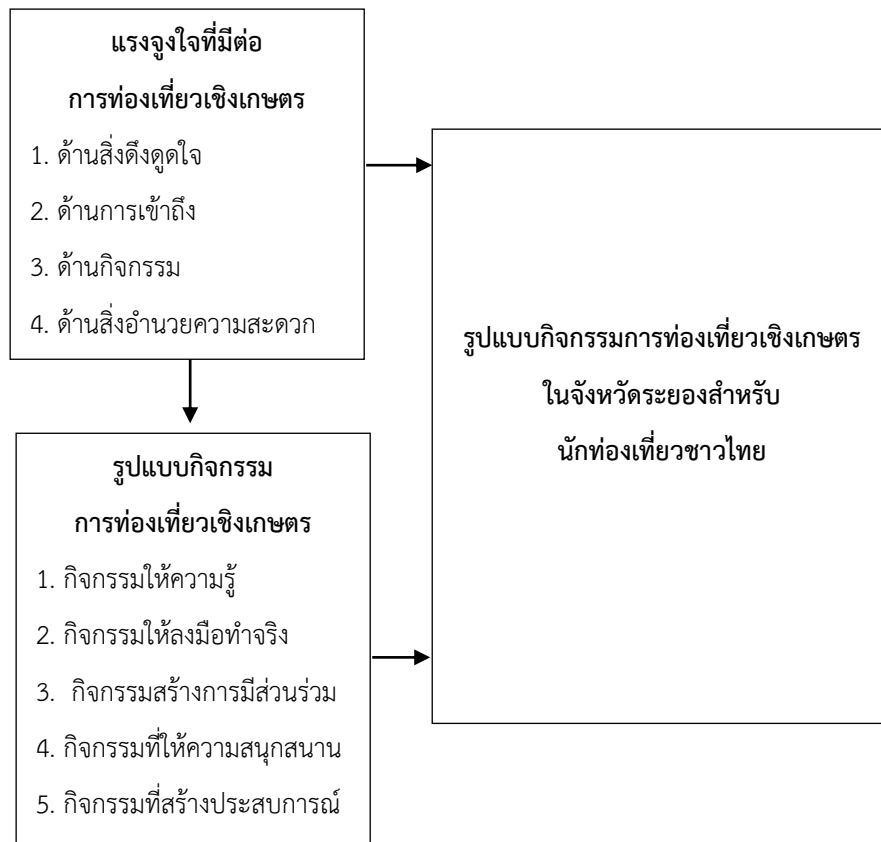 แรงจูงใจที่มีต่อ
การท่องเที่ยวเชิงเกษตร
1. ด้านสิ่งดึงดูดใจ
2. ด้านการเข้าถึง
3. ด้านกิจกรรม
4. ด้านสิ่งอำนวยความสะดวก
รูปแบบกิจกรรม
การท่องเที่ยวเชิงเกษตร
1. กิจกรรมให้ความรู้
2. กิจกรรมให้ลงมือทำจริง
3. กิจกรรมสร้างการมีส่วนร่วม
4. กิจกรรมที่ให้ความสนุกสนาน
5. กิจกรรมที่สร้างประสบการณ์
รูปแบบกิจกรรมการท่องเที่ยวเชิงเกษตร
ในจังหวัดระยองสำหรับ
นักท่องเที่ยวชาวไทย